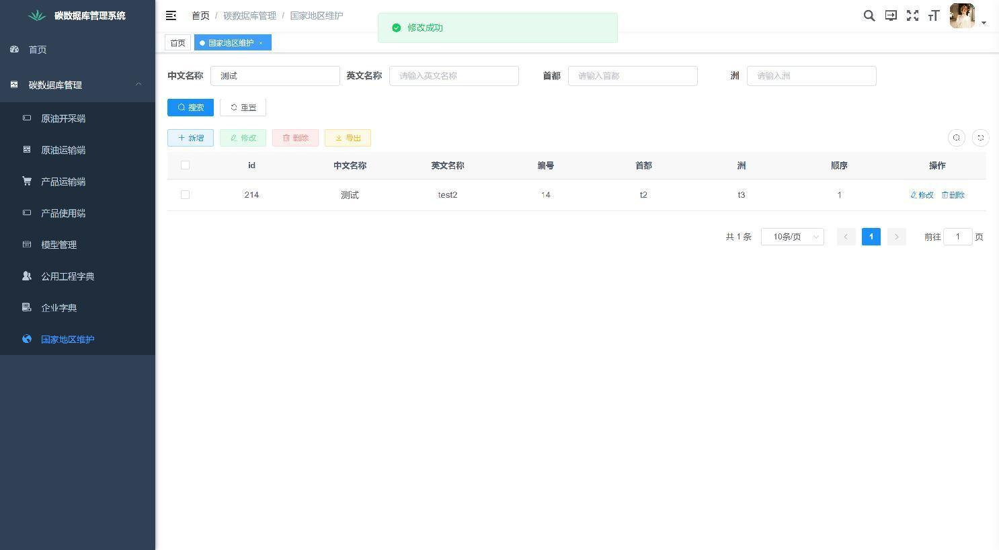 碳数据库管理系统
首页 / 碳数据库管理 / 国家地区维护
修改成功
首页
国家地区维护 ×
首页
碳数据库管理
原油开采端
原油运输端
产品运输端
产品使用端
模型管理
公用工程字典
企业字典
国家地区维护
中文名称 测试 英文名称 请输入英文名称 首都 请输入首都 洲 请输入洲
搜索 重置
新增 修改 删除 导出
id 中文名称 英文名称 编号 首都 洲 顺序 操作
214 测试 test2 14 t2 t3 1 修改 删除
共 1 条 10条/页 1 前往 1 页